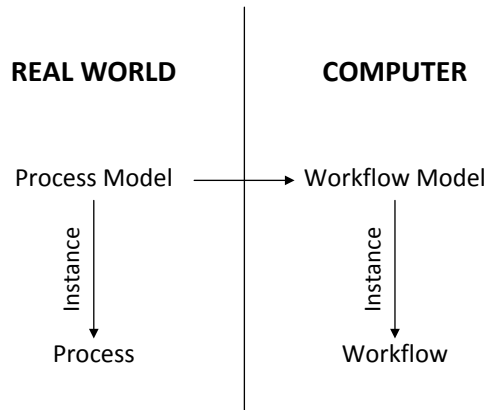 REAL WORLD
COMPUTER
Process Model
Workflow Model
Instance
Instance
Process
Workflow